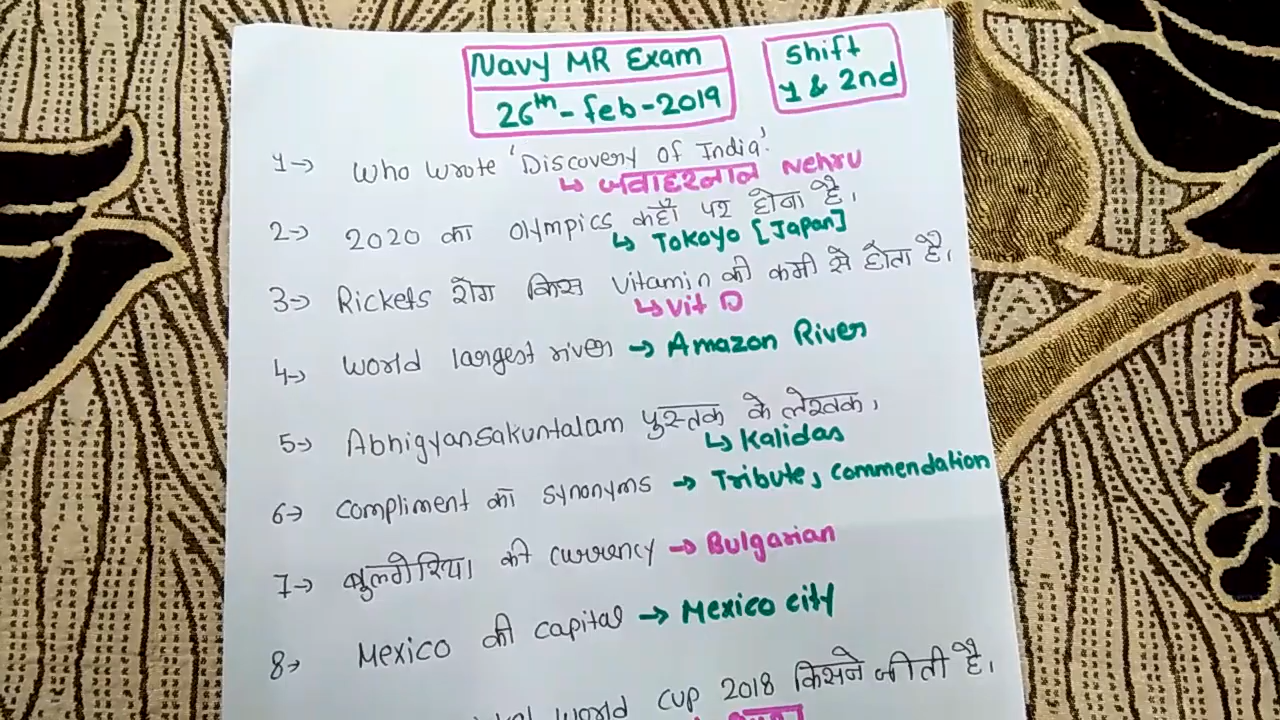 Navy MR Exam
26th-feb-2019
Shift
1 & 2nd
1→ Who wrote 'Discovery of India'.
↳ जवाहरलाल Nehru
2→ 2020 का Olympics कहाँ पर होना है।
↳ Tokoyo [Japan]
3→ Rickets रोग किस Vitamin की कमी से होता है।
↳ Vit D
4→ World largest river → Amazon River
5→ Abhigyansakuntalam पुस्तक के लेखक,
↳ Kalidas
6→ Compliment का synonyms → Tribute, commendation
7→ बुलगेरिया की currency → Bulgarian
8→ Mexico की capital → Mexico city
World Cup 2018 किसने जीती है।